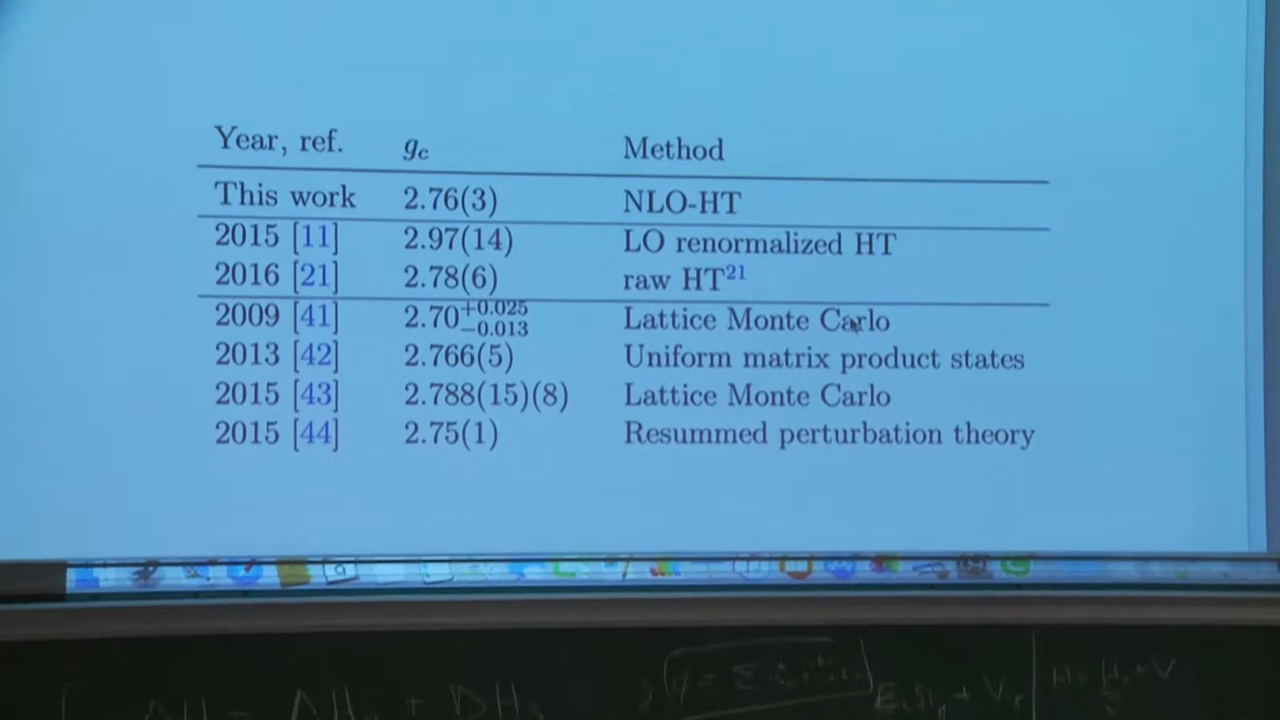 Year, ref. g_c Method
This work 2.76(3) NLO-HT
2015 [11] 2.97(14) LO renormalized HT
2016 [21] 2.78(6) raw HT^21
2009 [41] 2.70^{+0.025}_{−0.013} Lattice Monte Carlo
2013 [42] 2.766(5) Uniform matrix product states
2015 [43] 2.788(15)(8) Lattice Monte Carlo
2015 [44] 2.75(1) Resummed perturbation theory